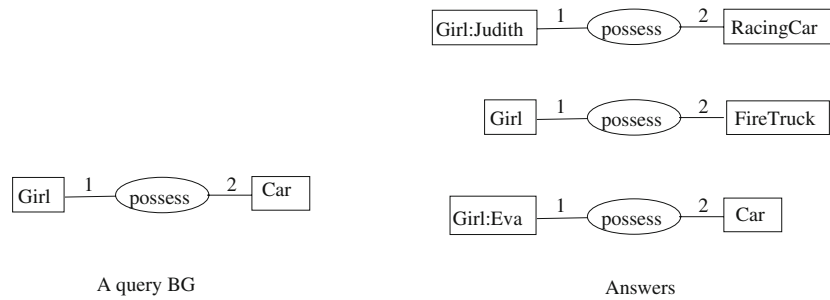 Girl 1 possess 2 Car
A query BG
Girl:Judith 1 possess 2 RacingCar
Girl 1 possess 2 FireTruck
Girl:Eva 1 possess 2 Car
Answers